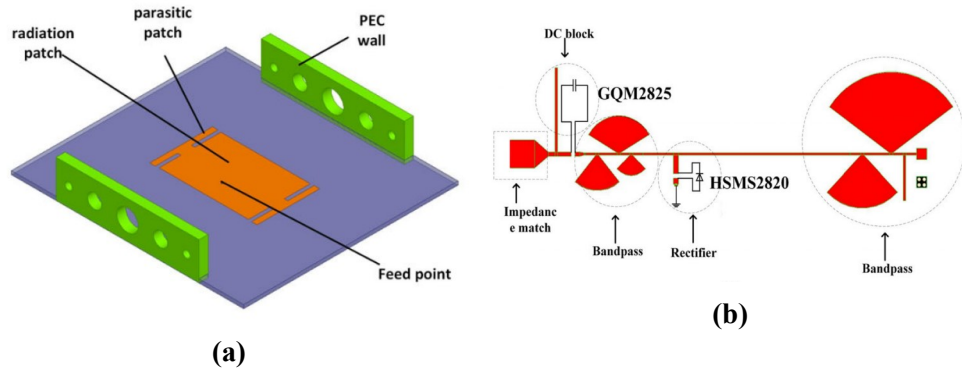 parasitic
patch
radiation
patch
PEC
wall
Feed point
(a)
DC block
GQM2825
HSMS2820
Impedanc
e match
Bandpass
Rectifier
Bandpass
(b)